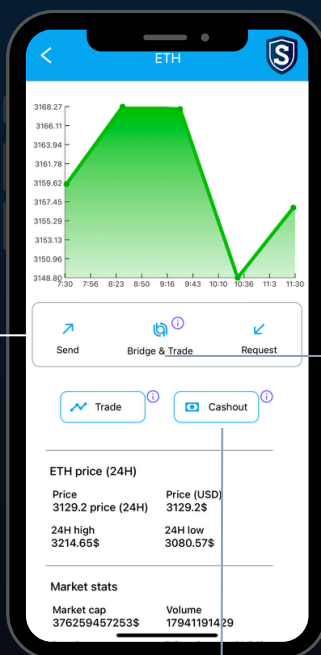 ETH
S
3168.27
3166.11
3163.94
3161.78
3159.62
3157.45
3155.29
3153.13
3150.96
3148.80
7:30 7:56 8:23 8:50 9:16 9:43 10:10 10:36 11:3 11:30
Send Bridge & Trade Request
Trade Cashout
ETH price (24H)
Price Price (USD)
3129.2 price (24H) 3129.2$
24H high 24H low
3214.65$ 3080.57$
Market stats
Market cap Volume
376259457253$ 17941191429